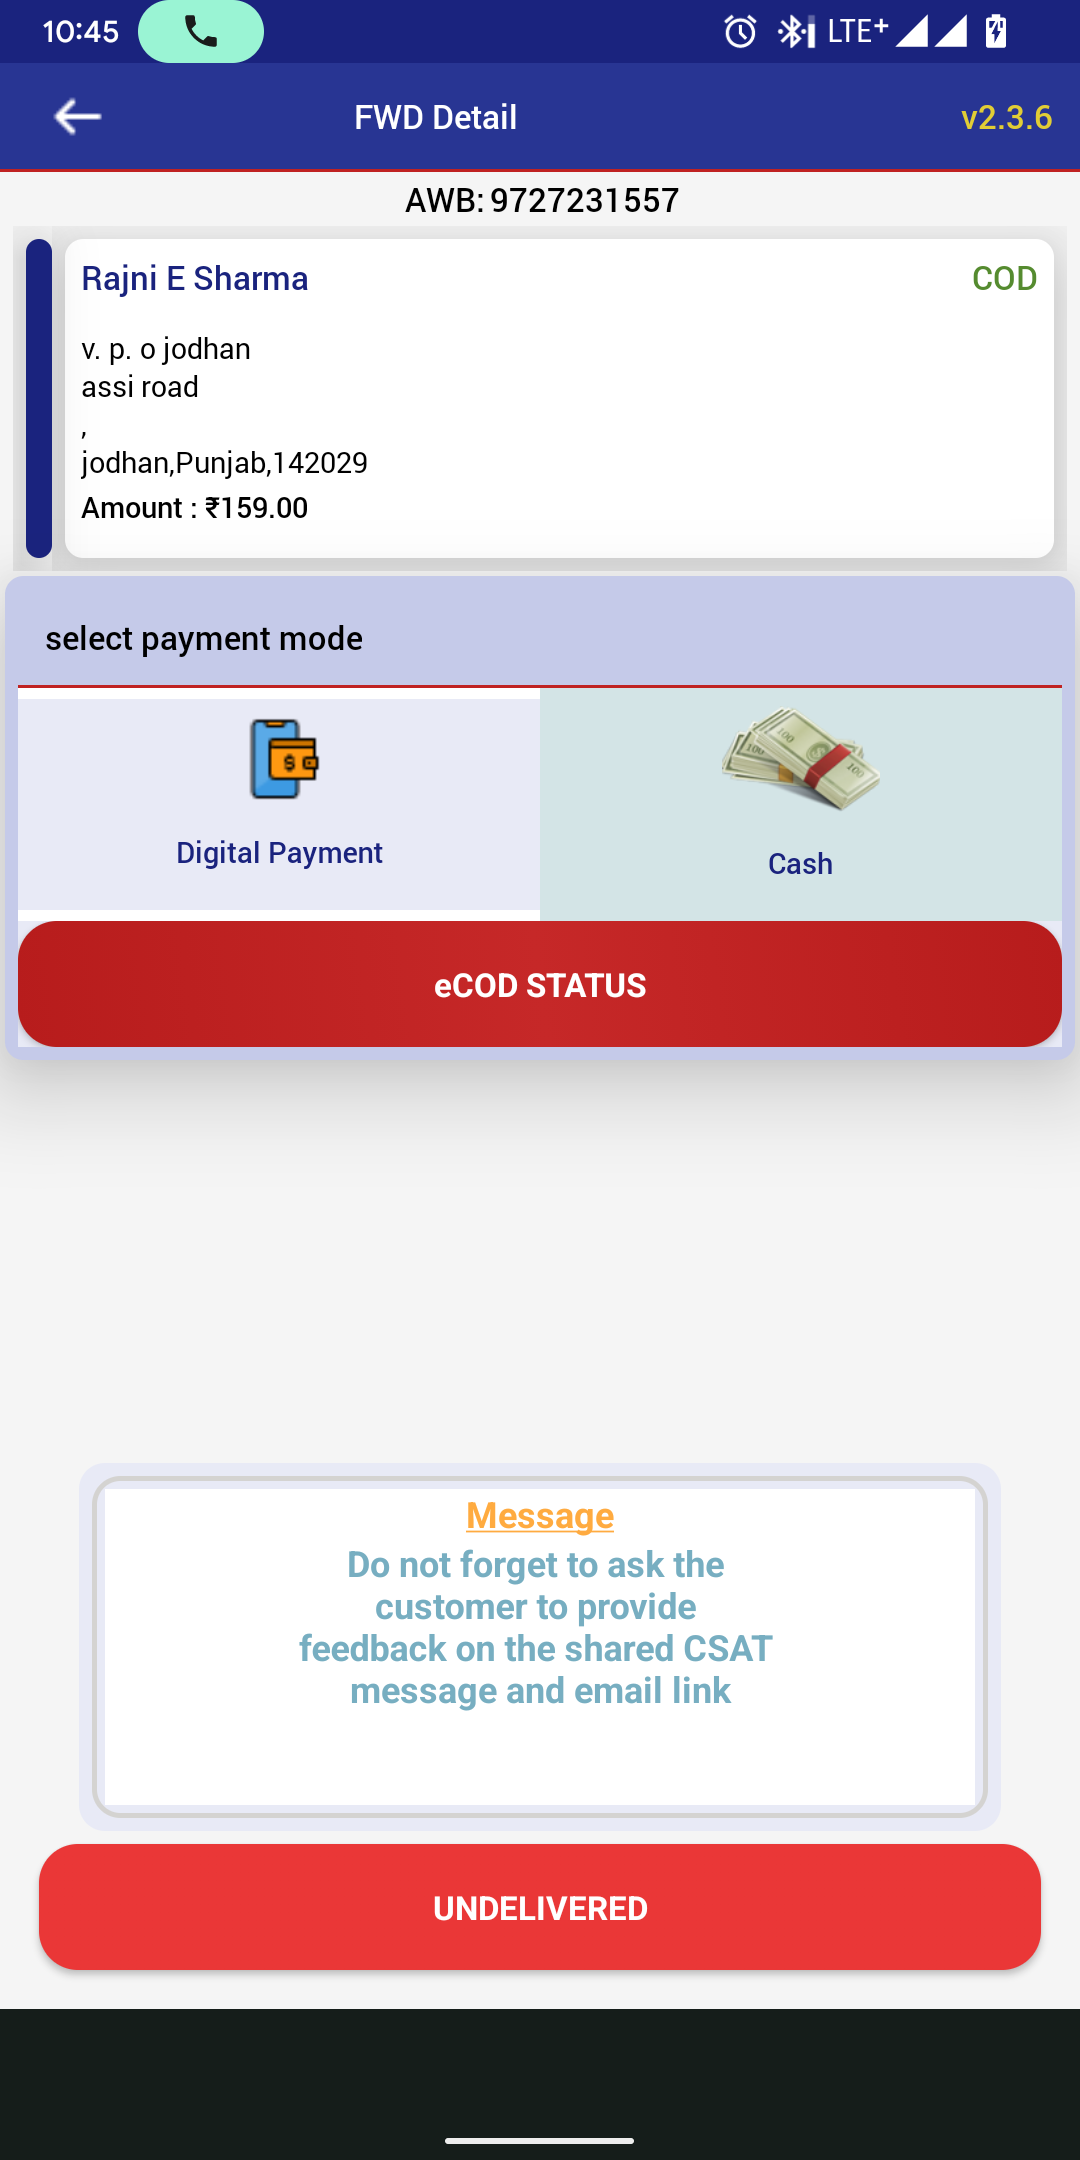 10:45 LTE+
FWD Detail v2.3.6
AWB: 9727231557
Rajni E Sharma COD
v. p. o jodhan
assi road
,
jodhan,Punjab,142029
Amount : ₹159.00
select payment mode
Digital Payment Cash
eCOD STATUS
Message
Do not forget to ask the
customer to provide
feedback on the shared CSAT
message and email link
UNDELIVERED